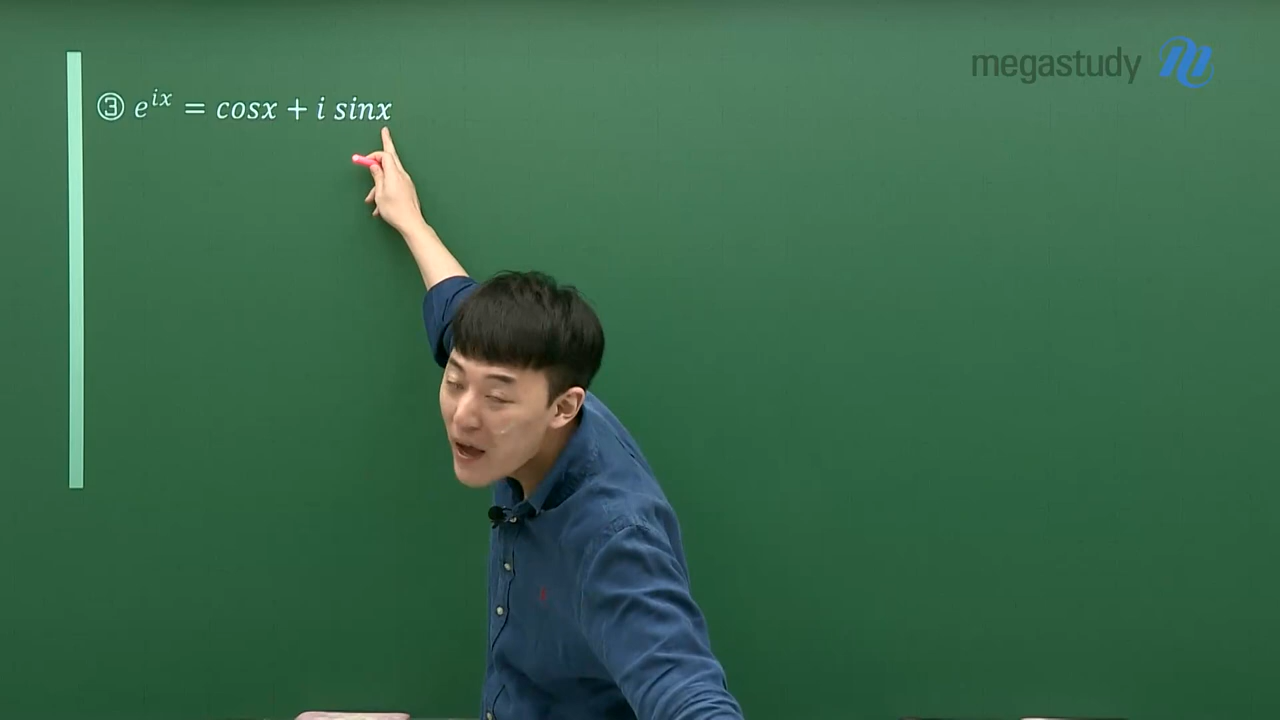 megastudy
③ e^{ix} = cosx + i sinx